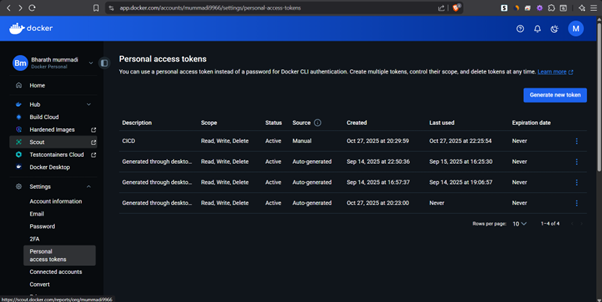 app.docker.com/accounts/mummadi9966/settings/personal-access-tokens
docker
M
Bm
Bharath mummadi
Docker Personal
Home
Hub
Build Cloud
Hardened Images
Scout
Testcontainers Cloud
Docker Desktop
Settings
Account information
Email
Password
2FA
Personal
access tokens
Connected accounts
Convert
https://scout.docker.com/reports/org/mummadi9966
Personal access tokens
You can use a personal access token instead of a password for Docker CLI authentication. Create multiple tokens, control their scope, and delete tokens at any time. Learn more
Generate new token
Description Scope Status Source Created Last used Expiration date
CICD Read, Write, Delete Active Manual Oct 27, 2025 at 20:29:59 Oct 27, 2025 at 22:25:54 Never
Generated through deskto... Read, Write, Delete Active Auto-generated Sep 14, 2025 at 22:50:36 Sep 15, 2025 at 16:25:30 Never
Generated through deskto... Read, Write, Delete Active Auto-generated Sep 14, 2025 at 16:57:37 Sep 14, 2025 at 19:06:57 Never
Generated through deskto... Read, Write, Delete Active Auto-generated Oct 27, 2025 at 20:23:00 Never Never
Rows per page: 10 1–4 of 4